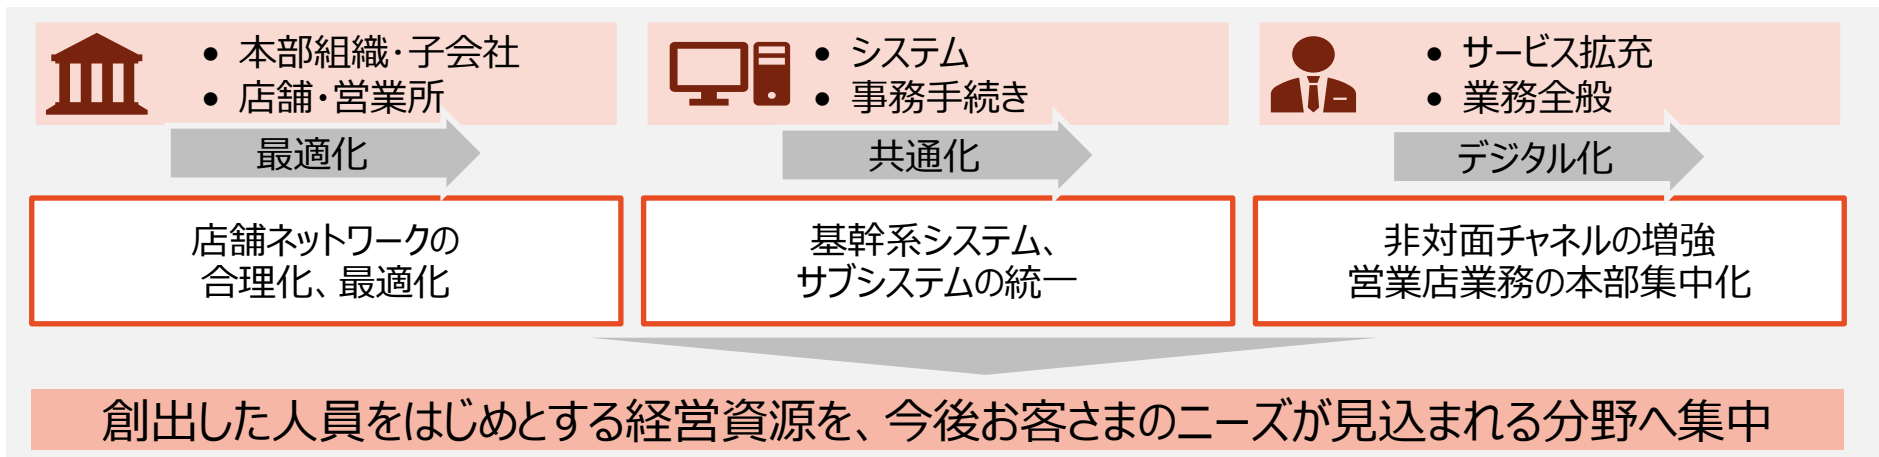 • 本部組織・子会社
• 店舗・営業所
最適化
店舗ネットワークの
合理化、最適化
• システム
• 事務手続き
共通化
基幹系システム、
サブシステムの統一
• サービス拡充
• 業務全般
デジタル化
非対面チャネルの増強
営業店業務の本部集中化
創出した人員をはじめとする経営資源を、今後お客さまのニーズが見込まれる分野へ集中